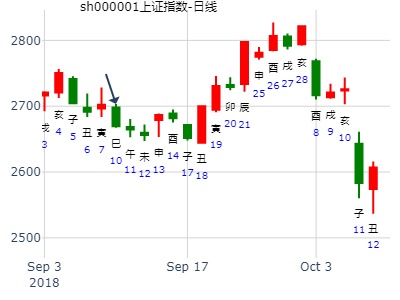 sh000001上证指数-日线
2800
2700
2600
2500
戌 3
亥 4
子 5
丑 6
寅 7
巳 10
午 11
未 12
申 13
酉 14
子 17
丑 18
寅 19
卯 20
辰 21
申 25
酉 26
戌 27
亥 28
酉 8
戌 9
亥 10
子 11
丑 12
Sep 3 Sep 17 Oct 3
2018